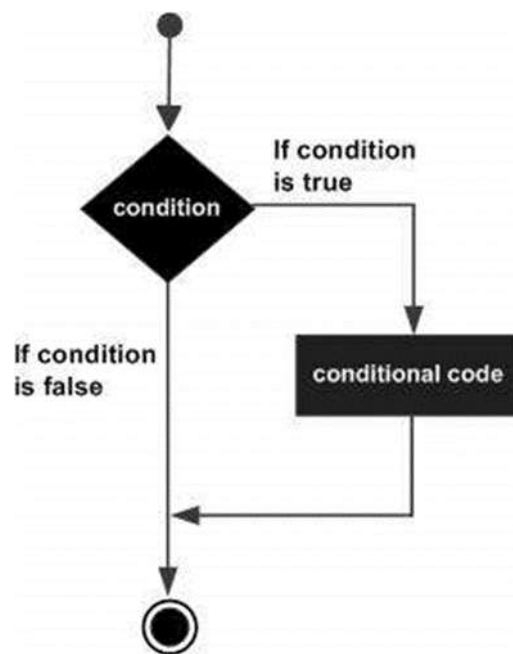 If condition
is true
condition
If condition
is false
conditional code